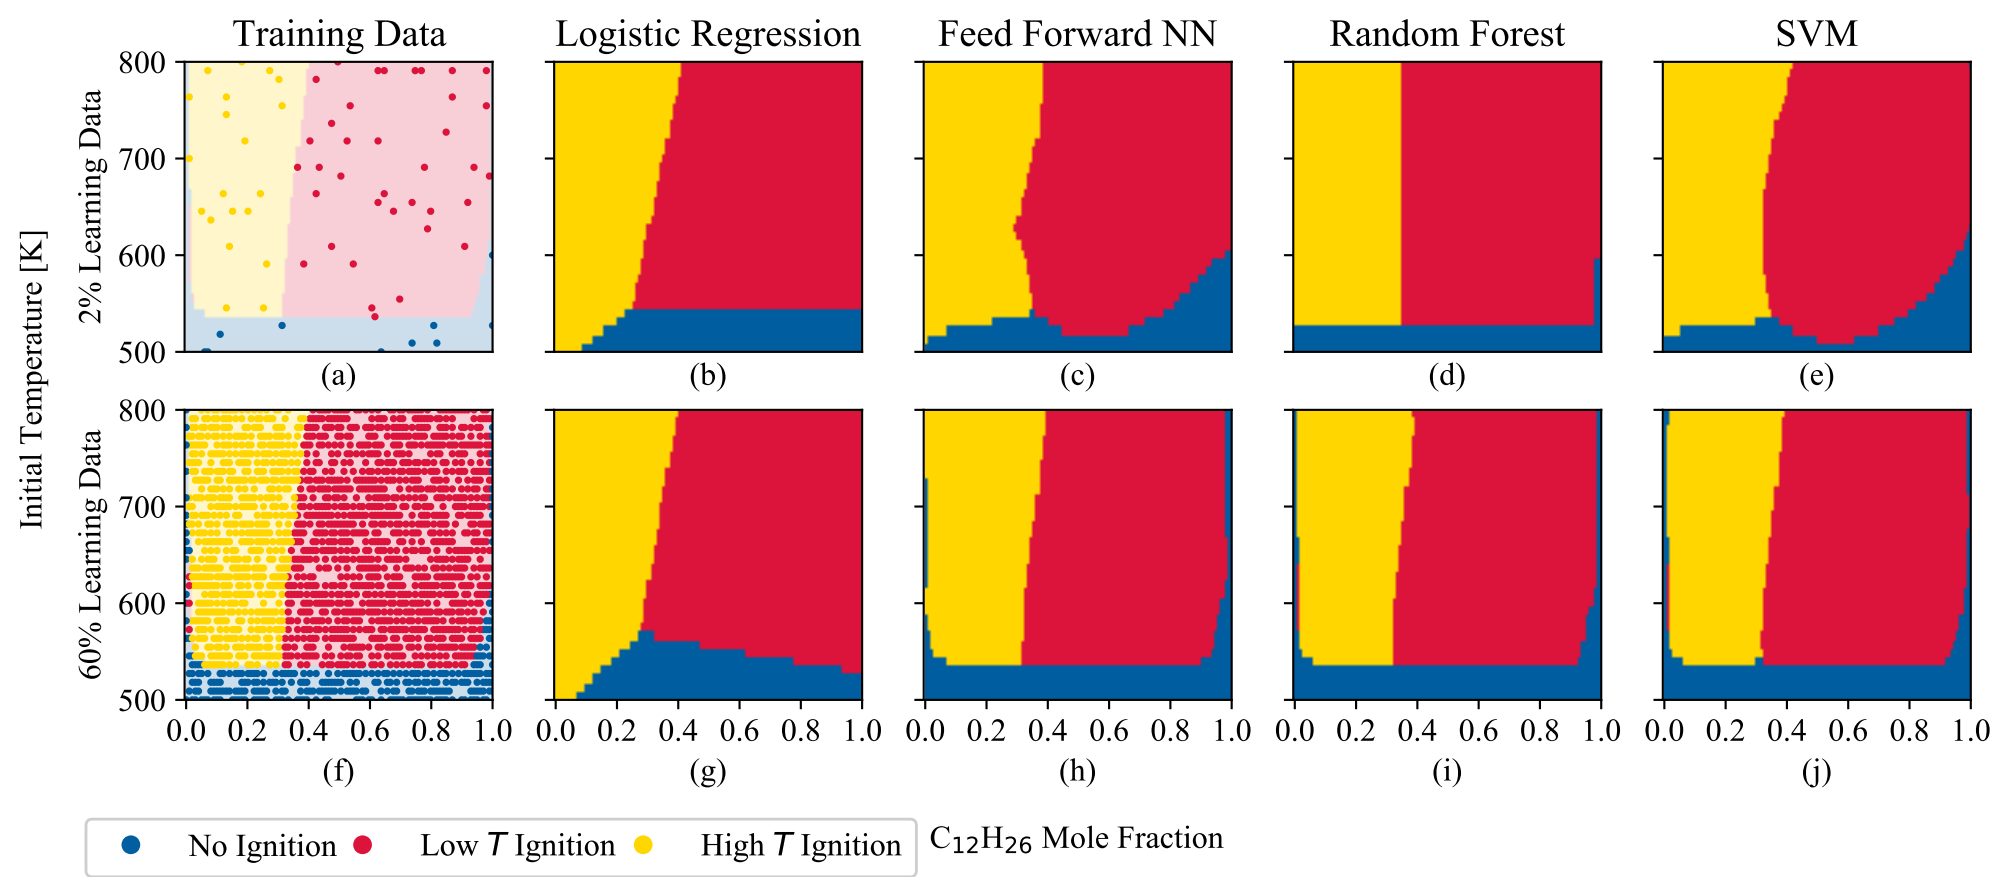 Training Data
Logistic Regression
Feed Forward NN
Random Forest
SVM
Initial Temperature [K]
2% Learning Data
800
700
600
500
(a)
(b)
(c)
(d)
(e)
60% Learning Data
800
700
600
500
0.0 0.2 0.4 0.6 0.8 1.0
0.0 0.2 0.4 0.6 0.8 1.0
0.0 0.2 0.4 0.6 0.8 1.0
0.0 0.2 0.4 0.6 0.8 1.0
0.0 0.2 0.4 0.6 0.8 1.0
(f)
(g)
(h)
(i)
(j)
No Ignition
Low T Ignition
High T Ignition
C₁₂H₂₆ Mole Fraction